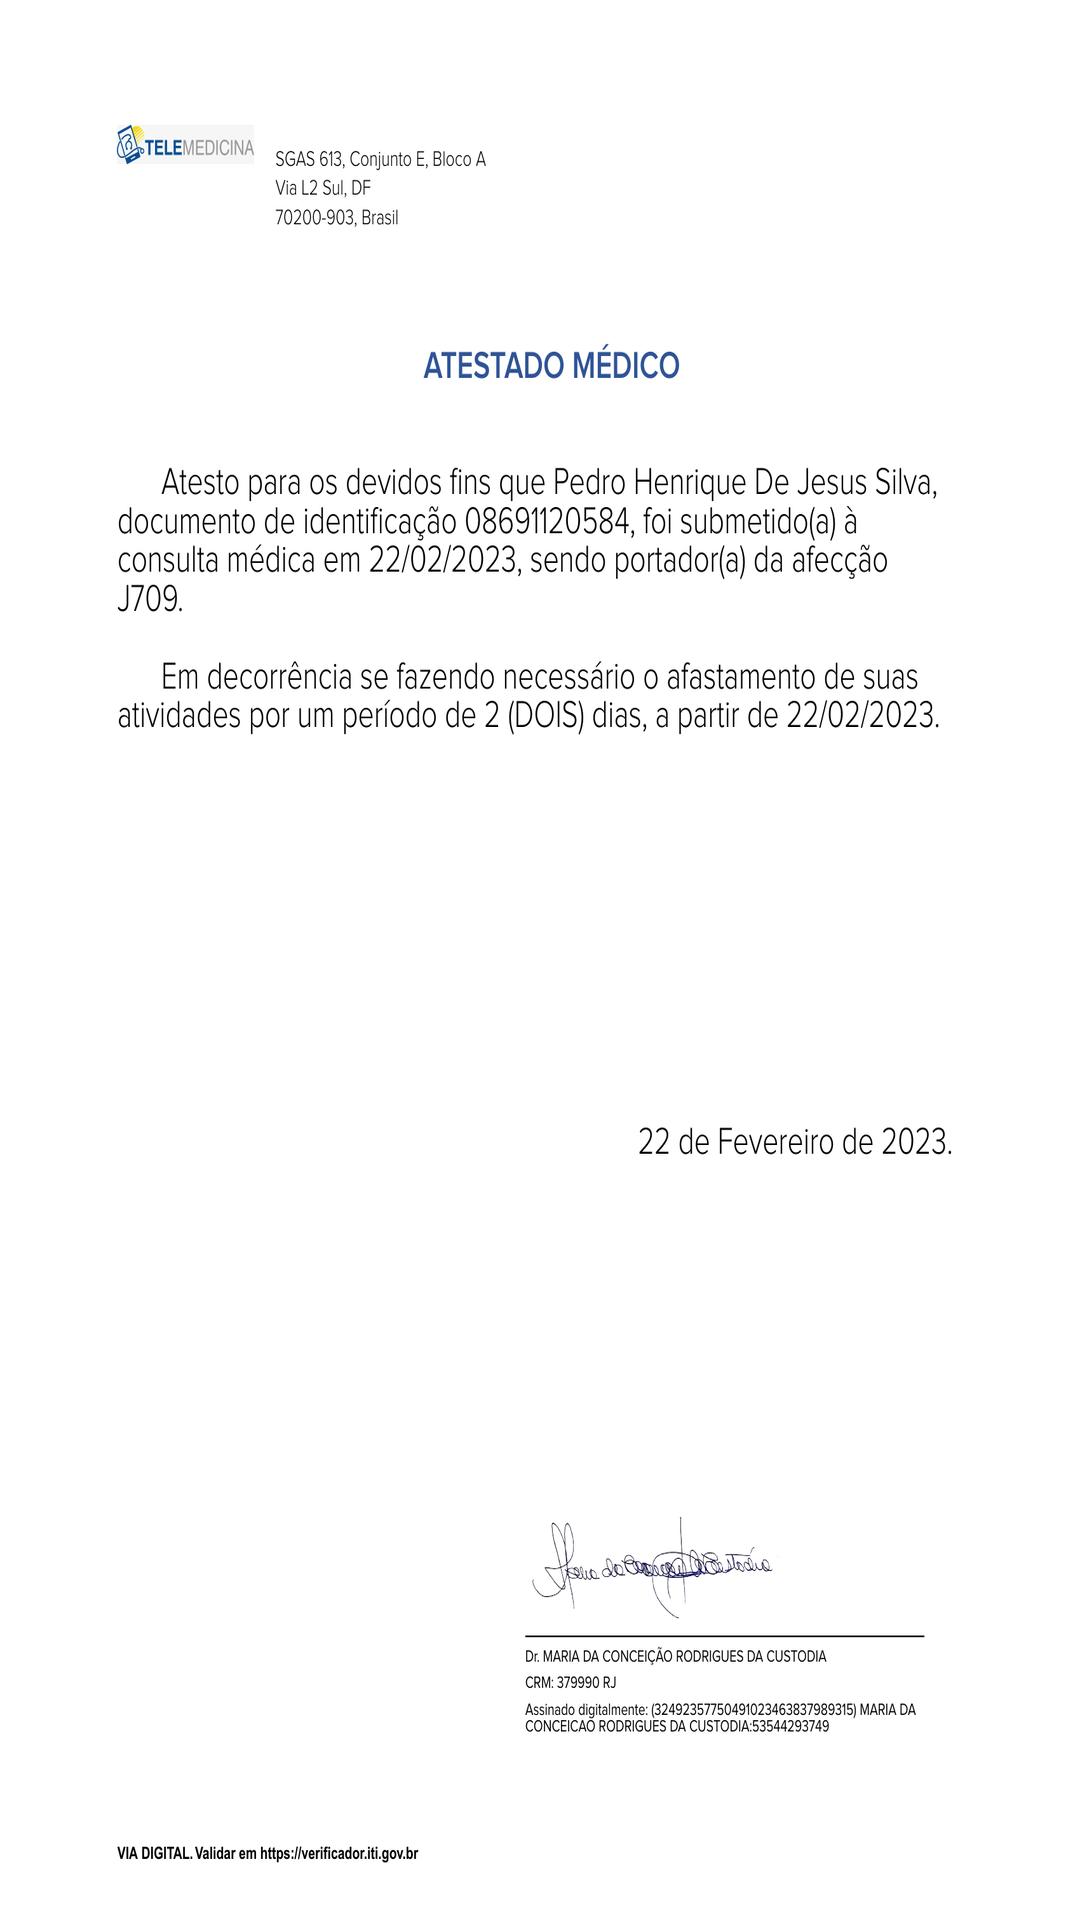 TELEMEDICINA
SGAS 613, Conjunto E, Bloco A
Via L2 Sul, DF
70200-903, Brasil
ATESTADO MÉDICO
Atesto para os devidos fins que Pedro Henrique De Jesus Silva,
documento de identificação 08691120584, foi submetido(a) à
consulta médica em 22/02/2023, sendo portador(a) da afecção
J709.
Em decorrência se fazendo necessário o afastamento de suas
atividades por um período de 2 (DOIS) dias, a partir de 22/02/2023.
22 de Fevereiro de 2023.
Dr. MARIA DA CONCEIÇÃO RODRIGUES DA CUSTODIA
CRM: 379990 RJ
Assinado digitalmente: (32492357750491023463837989315) MARIA DA
CONCEICAO RODRIGUES DA CUSTODIA:53544293749
VIA DIGITAL. Validar em https://verificador.iti.gov.br